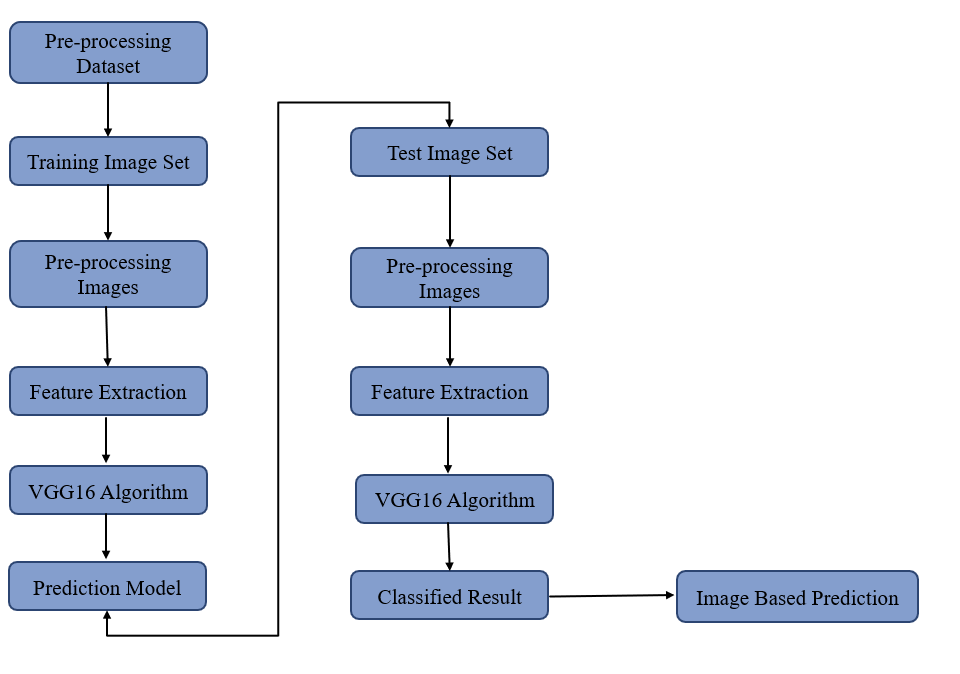 Pre-processing
Dataset
Training Image Set
Pre-processing
Images
Feature Extraction
VGG16 Algorithm
Prediction Model
Test Image Set
Pre-processing
Images
Feature Extraction
VGG16 Algorithm
Classified Result
Image Based Prediction